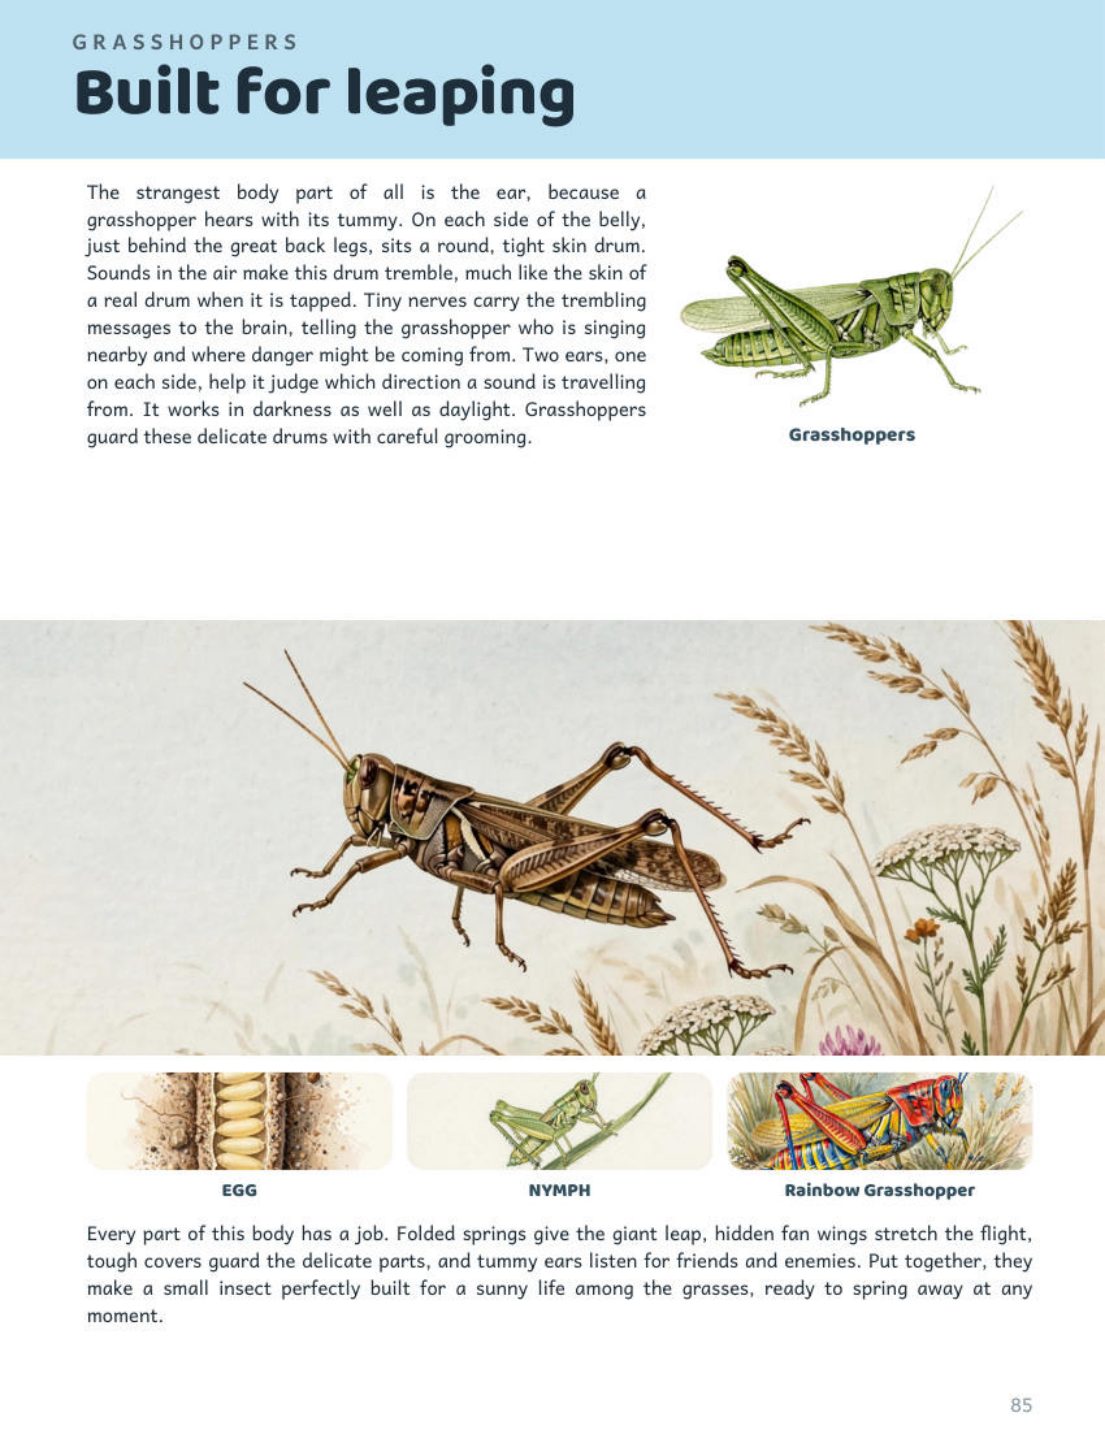 GRASSHOPPERS
Built for leaping
The strangest body part of all is the ear, because a
grasshopper hears with its tummy. On each side of the belly,
just behind the great back legs, sits a round, tight skin drum.
Sounds in the air make this drum tremble, much like the skin of
a real drum when it is tapped. Tiny nerves carry the trembling
messages to the brain, telling the grasshopper who is singing
nearby and where danger might be coming from. Two ears, one
on each side, help it judge which direction a sound is travelling
from. It works in darkness as well as daylight. Grasshoppers
guard these delicate drums with careful grooming.
Grasshoppers
EGG
NYMPH
Rainbow Grasshopper
Every part of this body has a job. Folded springs give the giant leap, hidden fan wings stretch the flight,
tough covers guard the delicate parts, and tummy ears listen for friends and enemies. Put together, they
make a small insect perfectly built for a sunny life among the grasses, ready to spring away at any
moment.
85